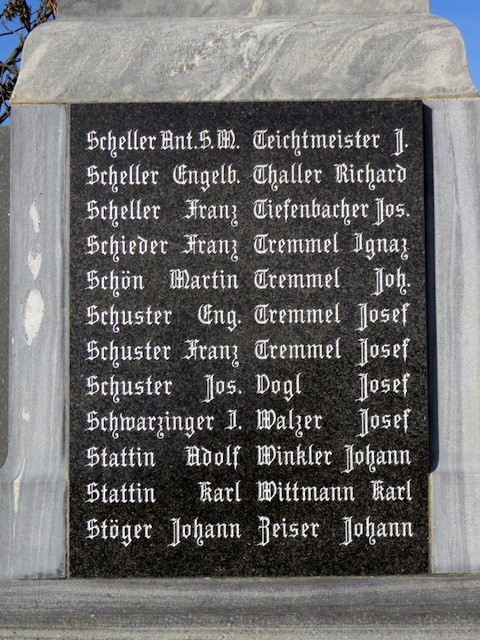 Scheller Ant. S. M. Teichtmeister J.
Scheller Engelb. Thaller Richard
Scheller Franz Tiefenbacher Jos.
Schieder Franz Tremmel Ignaz
Schön Martin Tremmel Joh.
Schuster Eng. Tremmel Josef
Schuster Franz Tremmel Josef
Schuster Jos. Vogl Josef
Schwarzinger J. Walzer Josef
Stattin Adolf Winkler Johann
Stattin Karl Wittmann Karl
Stöger Johann Zeiser Johann